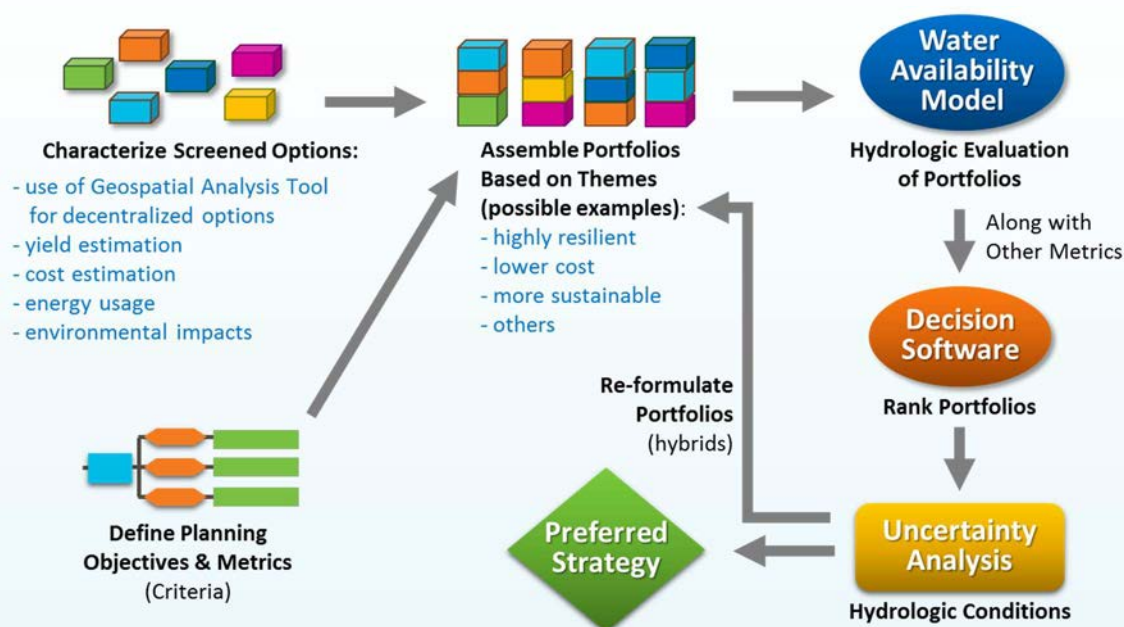 Characterize Screened Options:
- use of Geospatial Analysis Tool
for decentralized options
- yield estimation
- cost estimation
- energy usage
- environmental impacts
Define Planning
Objectives & Metrics
(Criteria)
Assemble Portfolios
Based on Themes
(possible examples):
- highly resilient
- lower cost
- more sustainable
- others
Water
Availability
Model
Hydrologic Evaluation
of Portfolios
Along with
Other Metrics
Decision
Software
Rank Portfolios
Uncertainty
Analysis
Hydrologic Conditions
Re-formulate
Portfolios
(hybrids)
Preferred
Strategy